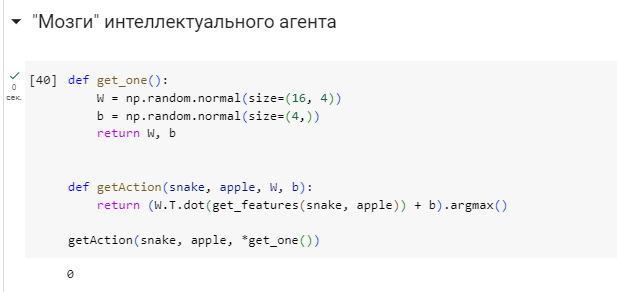 "Мозги" интеллектуального агента
[40] def get_one():
W = np.random.normal(size=(16, 4))
b = np.random.normal(size=(4,))
return W, b
0
сек.
def getAction(snake, apple, W, b):
return (W.T.dot(get_features(snake, apple)) + b).argmax()
getAction(snake, apple, *get_one())
0